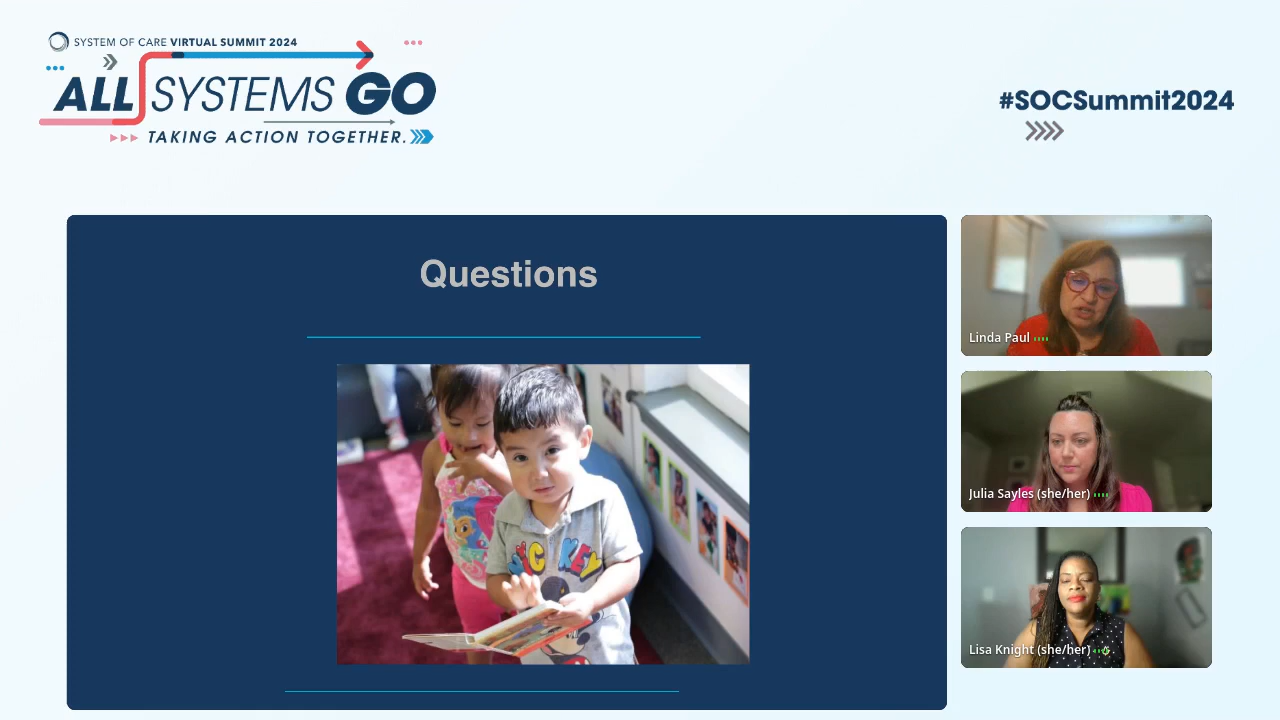 SYSTEM OF CARE VIRTUAL SUMMIT 2024
ALL SYSTEMS GO
TAKING ACTION TOGETHER.
#SOCSummit2024
Questions
MICKEY
Linda Paul
Julia Sayles (she/her)
Lisa Knight (she/her)